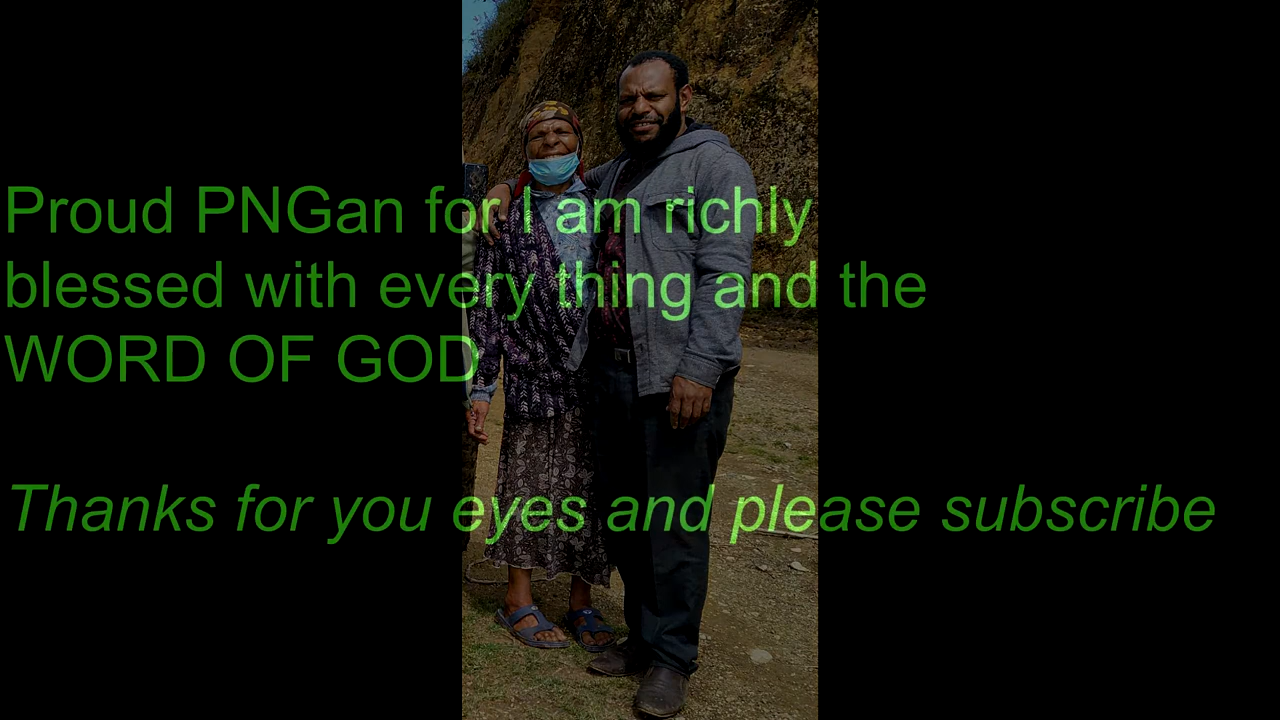 Proud PNGan for I am richly
blessed with every thing and the
WORD OF GOD
Thanks for you eyes and please subscribe